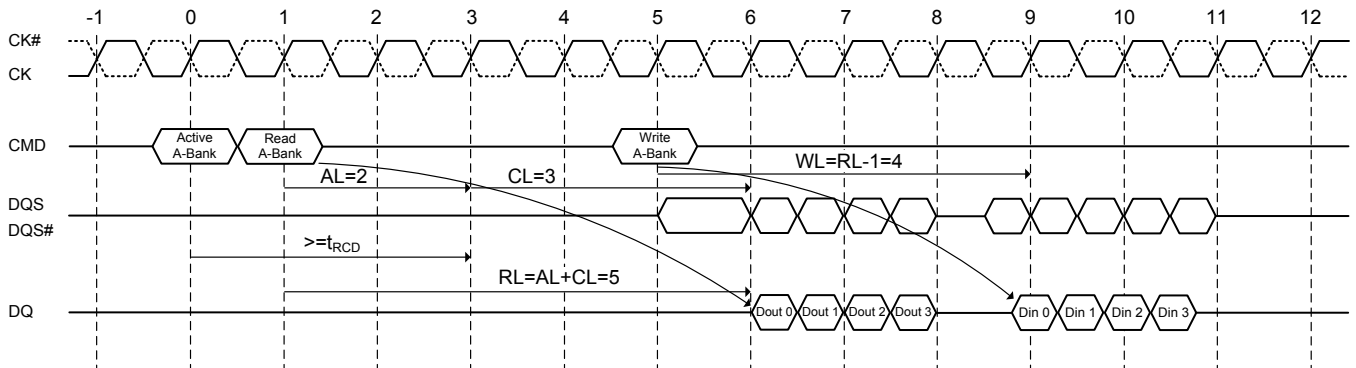 -1 0 1 2 3 4 5 6 7 8 9 10 11 12
CK#
CK
CMD
Active A-Bank
Read A-Bank
Write A-Bank
WL=RL-1=4
AL=2 CL=3
DQS
DQS#
>=tRCD
RL=AL+CL=5
DQ
Dout 0 Dout 1 Dout 2 Dout 3 Din 0 Din 1 Din 2 Din 3